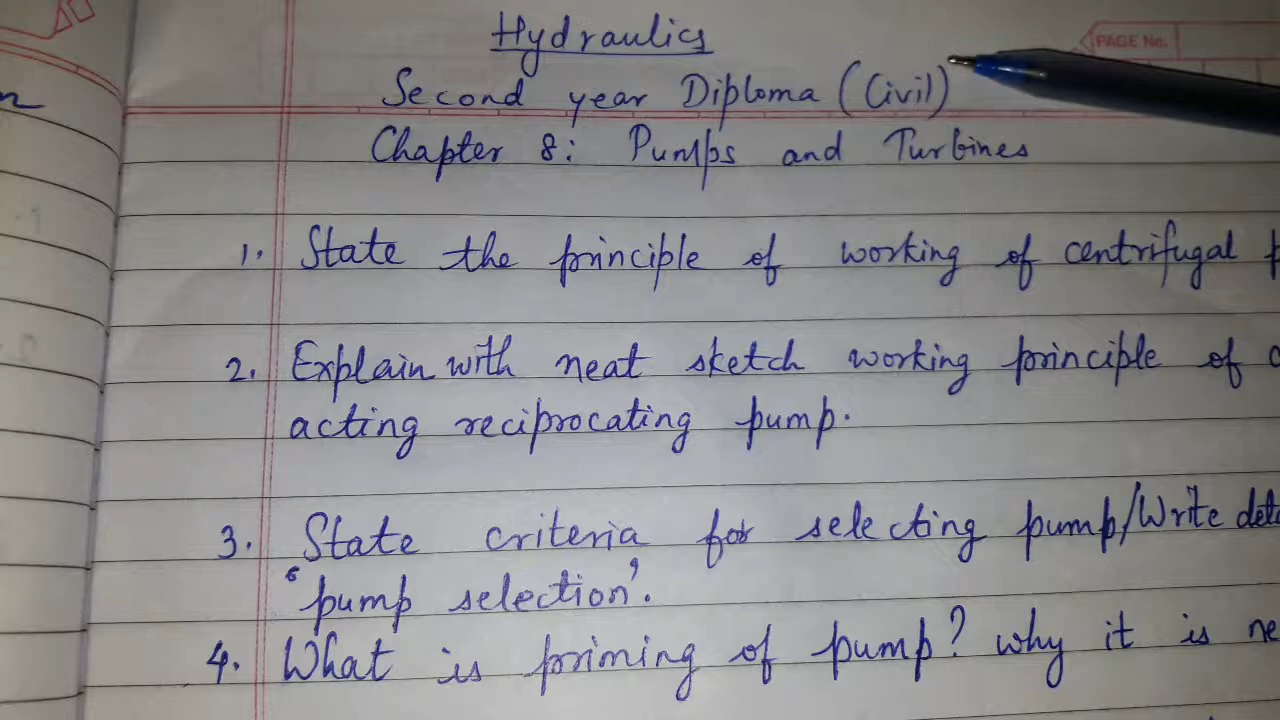 Hydraulics
PAGE No.
Second year Diploma (Civil)
Chapter 8: Pumps and Turbines
1. State the principle of working of centrifugal
2. Explain with neat sketch working principle of
acting reciprocating pump.
3. State criteria for selecting pump/Write
'pump selection'.
4. What is priming of pump? why it is